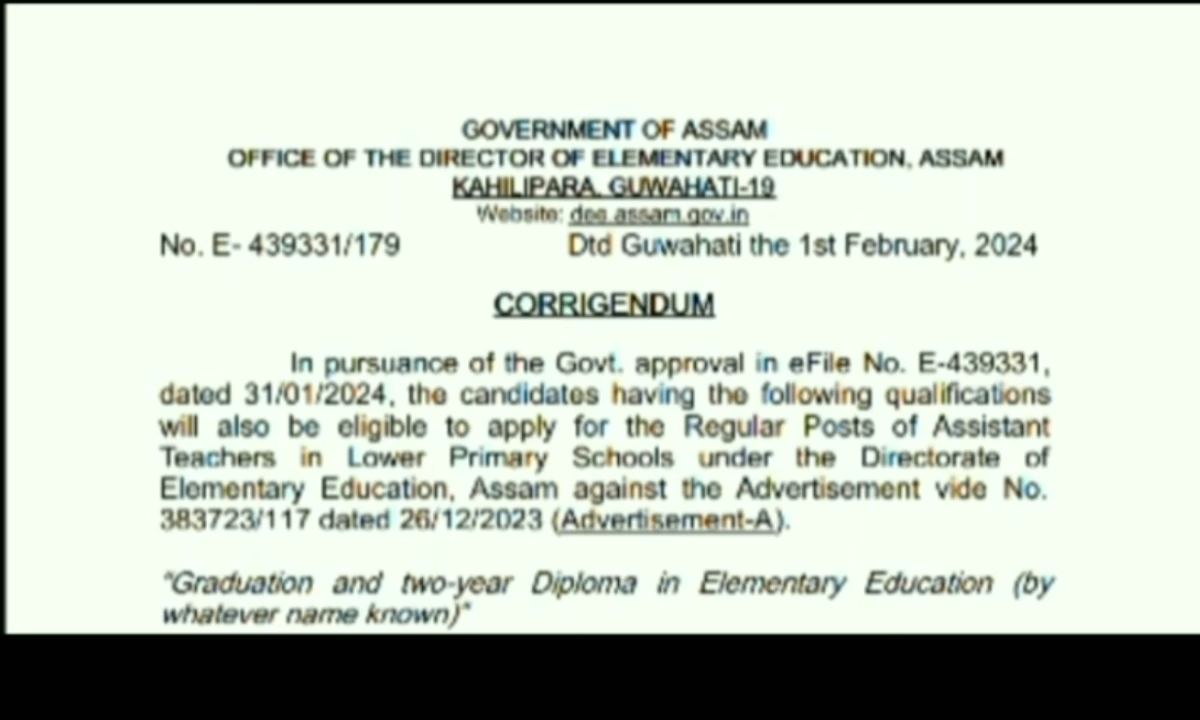 GOVERNMENT OF ASSAM
OFFICE OF THE DIRECTOR OF ELEMENTARY EDUCATION, ASSAM
KAHILIPARA, GUWAHATI-19
Website: dee.assam.gov.in
No. E- 439331/179 Dtd Guwahati the 1st February, 2024
CORRIGENDUM
In pursuance of the Govt. approval in eFile No. E-439331,
dated 31/01/2024, the candidates having the following qualifications
will also be eligible to apply for the Regular Posts of Assistant
Teachers in Lower Primary Schools under the Directorate of
Elementary Education, Assam against the Advertisement vide No.
383723/117 dated 26/12/2023 (Advertisement-A).
"Graduation and two-year Diploma in Elementary Education (by
whatever name known)"